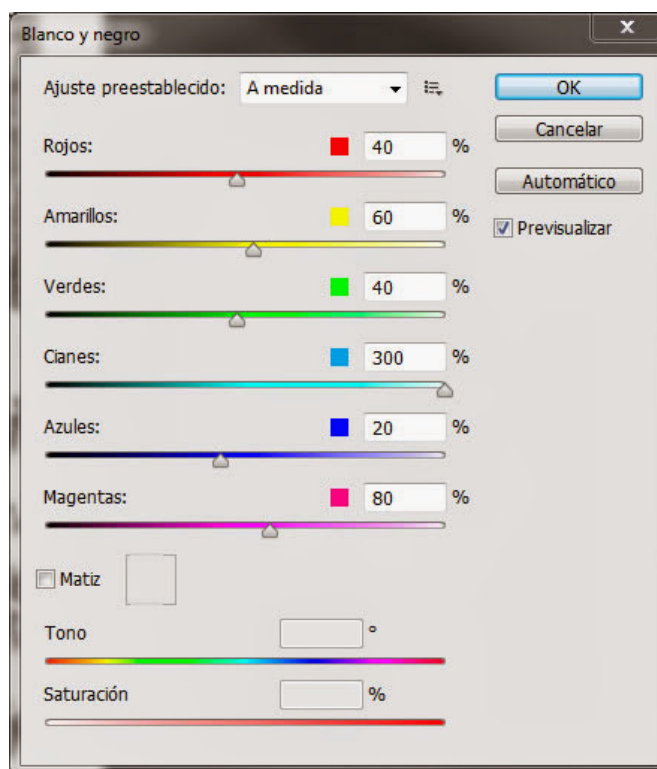 Blanco y negro
Ajuste preestablecido: A medida
OK
Cancelar
Automático
Previsualizar
Rojos: 40 %
Amarillos: 60 %
Verdes: 40 %
Cianes: 300 %
Azules: 20 %
Magentas: 80 %
Matiz
Tono °
Saturación %